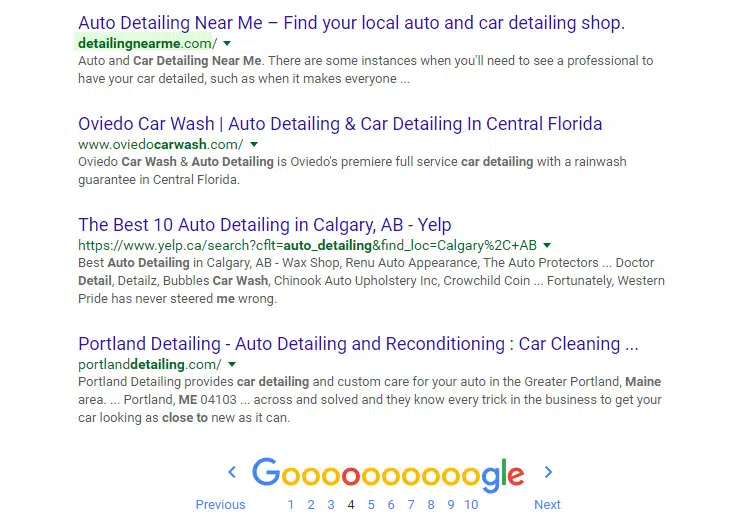 Auto Detailing Near Me – Find your local auto and car detailing shop.
detailingnearme.com/
Auto and Car Detailing Near Me. There are some instances when you'll need to see a professional to
have your car detailed, such as when it makes everyone ...
Oviedo Car Wash | Auto Detailing & Car Detailing In Central Florida
www.oviedocarwash.com/
Oviedo Car Wash & Auto Detailing is Oviedo's premiere full service car detailing with a rainwash
guarantee in Central Florida.
The Best 10 Auto Detailing in Calgary, AB - Yelp
https://www.yelp.ca/search?cflt=auto_detailing&find_loc=Calgary%2C+AB
Best Auto Detailing in Calgary, AB - Wax Shop, Renu Auto Appearance, The Auto Protectors ... Doctor
Detail, Detailz, Bubbles Car Wash, Chinook Auto Upholstery Inc, Crowchild Coin ... Fortunately, Western
Pride has never steered me wrong.
Portland Detailing - Auto Detailing and Reconditioning : Car Cleaning ...
portlanddetailing.com/
Portland Detailing provides car detailing and custom care for your auto in the Greater Portland, Maine
area. ... Portland, ME 04103 ... across and solved and they know every trick in the business to get your
car looking as close to new as it can.
Goooooooooogle
Previous 1 2 3 4 5 6 7 8 9 10 Next